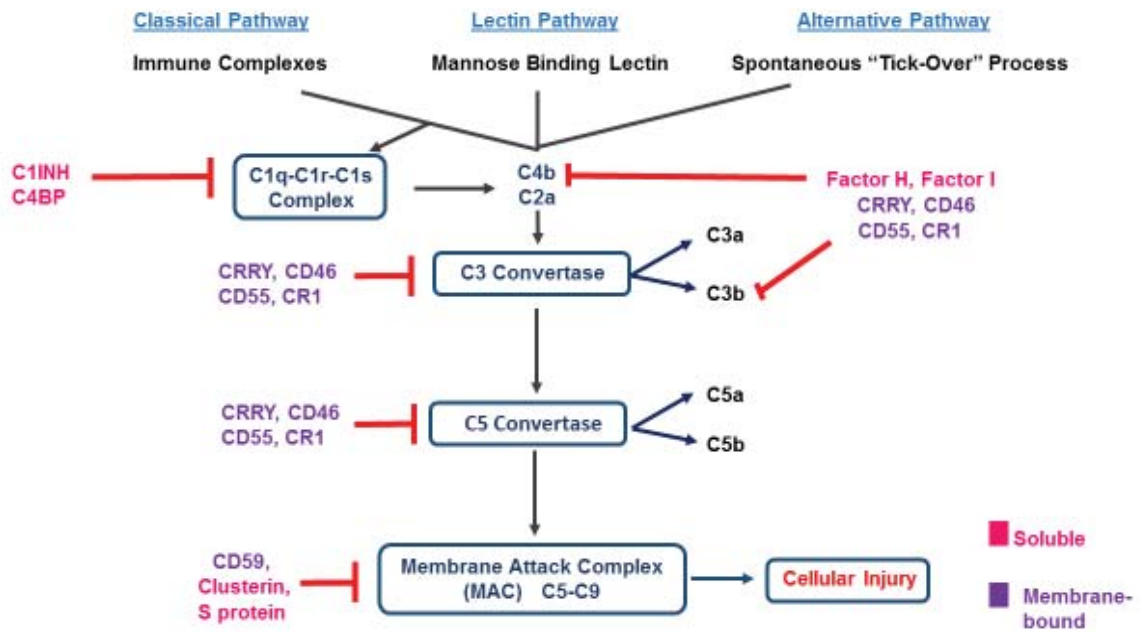 Classical Pathway
Lectin Pathway
Alternative Pathway
Immune Complexes
Mannose Binding Lectin
Spontaneous “Tick-Over” Process
C1INH
C4BP
C1q-C1r-C1s
Complex
C4b
C2a
Factor H, Factor I
CRRY, CD46
CD55, CR1
CRRY, CD46
CD55, CR1
C3 Convertase
C3a
C3b
CRRY, CD46
CD55, CR1
C5 Convertase
C5a
C5b
CD59,
Clusterin,
S protein
Membrane Attack Complex
(MAC) C5-C9
Cellular Injury
Soluble
Membrane-
bound